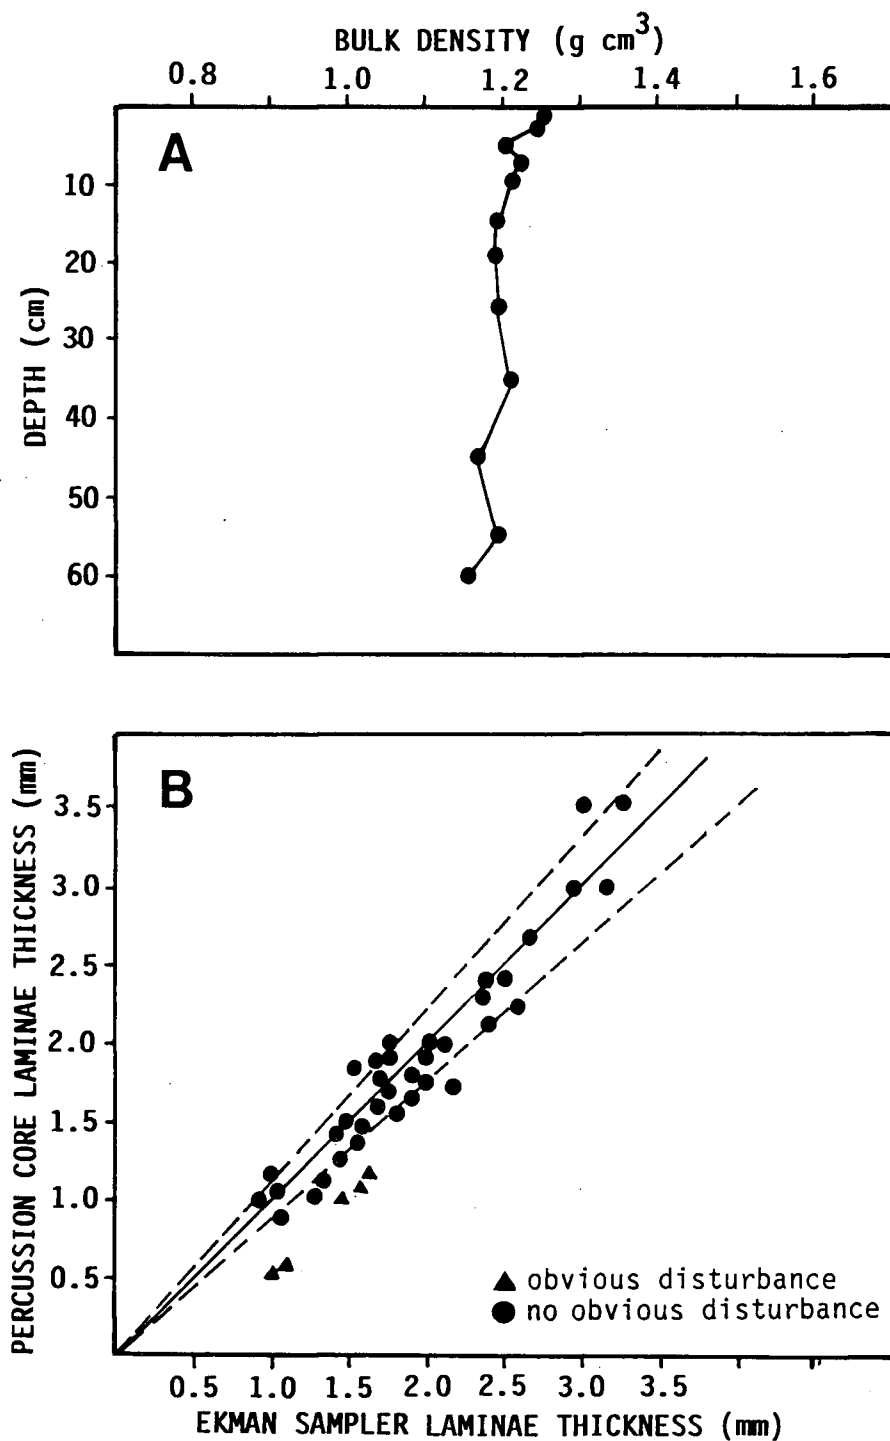 BULK DENSITY (g cm3)
0.8 1.0 1.2 1.4 1.6
A
10
20
30
40
50
60
DEPTH (cm)
B
3.5
3.0
2.5
2.0
1.5
1.0
0.5
PERCUSSION CORE LAMINAE THICKNESS (mm)
obvious disturbance
no obvious disturbance
0.5 1.0 1.5 2.0 2.5 3.0 3.5
EKMAN SAMPLER LAMINAE THICKNESS (mm)